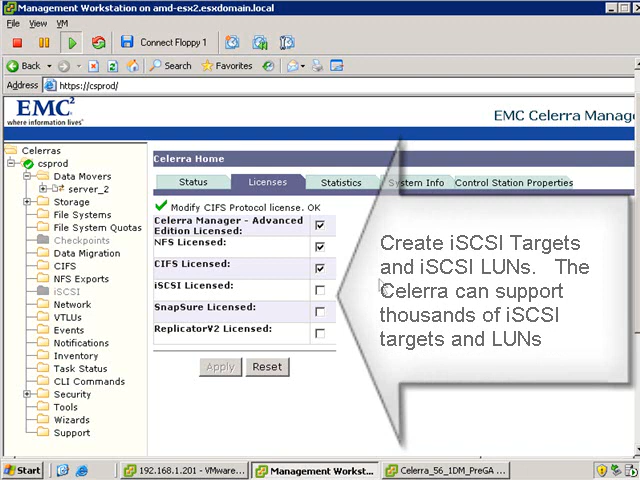 Management Workstation on amd-esx2.esxdomain.local
File View VM
Connect Floppy 1
Back Search Favorites
Address https://csprod/
EMC2
where information lives
EMC Celerra Manag
Celerras
csprod
Data Movers
server_2
Storage
File Systems
File System Quotas
Checkpoints
Data Migration
CIFS
NFS Exports
iSCSI
Network
VTLUs
Events
Notifications
Inventory
Task Status
CLI Commands
Security
Tools
Wizards
Support
Celerra Home
Status Licenses Statistics System Info Control Station Properties
Modify CIFS Protocol license. OK
Celerra Manager - Advanced
Edition Licensed:
NFS Licensed:
CIFS Licensed:
iSCSI Licensed:
SnapSure Licensed:
ReplicatorV2 Licensed:
Apply Reset
Create iSCSI Targets
and iSCSI LUNs. The
Celerra can support
thousands of iSCSI
targets and LUNs
Start 192.168.1.201 - VMware... Management Workst... Celerra_56_1DM_PreGA ...